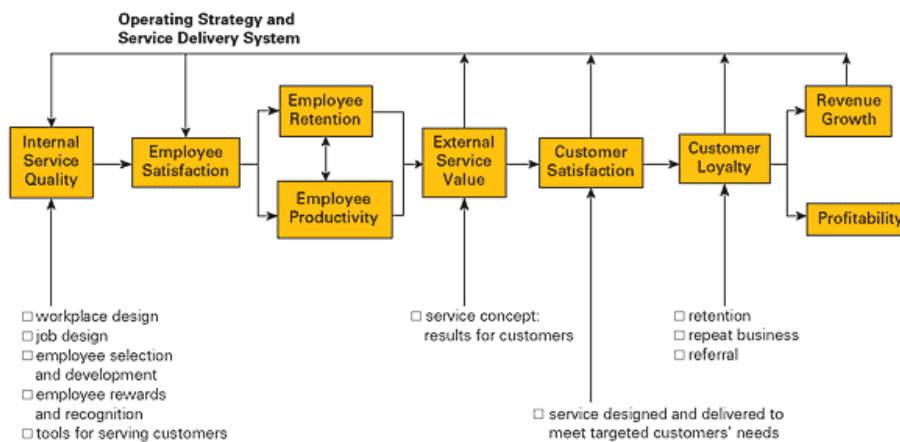 Operating Strategy and
Service Delivery System
Internal
Service
Quality
Employee
Satisfaction
Employee
Retention
Employee
Productivity
External
Service
Value
Customer
Satisfaction
Customer
Loyalty
Revenue
Growth
Profitability
□ workplace design
□ job design
□ employee selection
and development
□ employee rewards
and recognition
□ tools for serving customers
□ service concept:
results for customers
□ service designed and delivered to
meet targeted customers' needs
□ retention
□ repeat business
□ referral